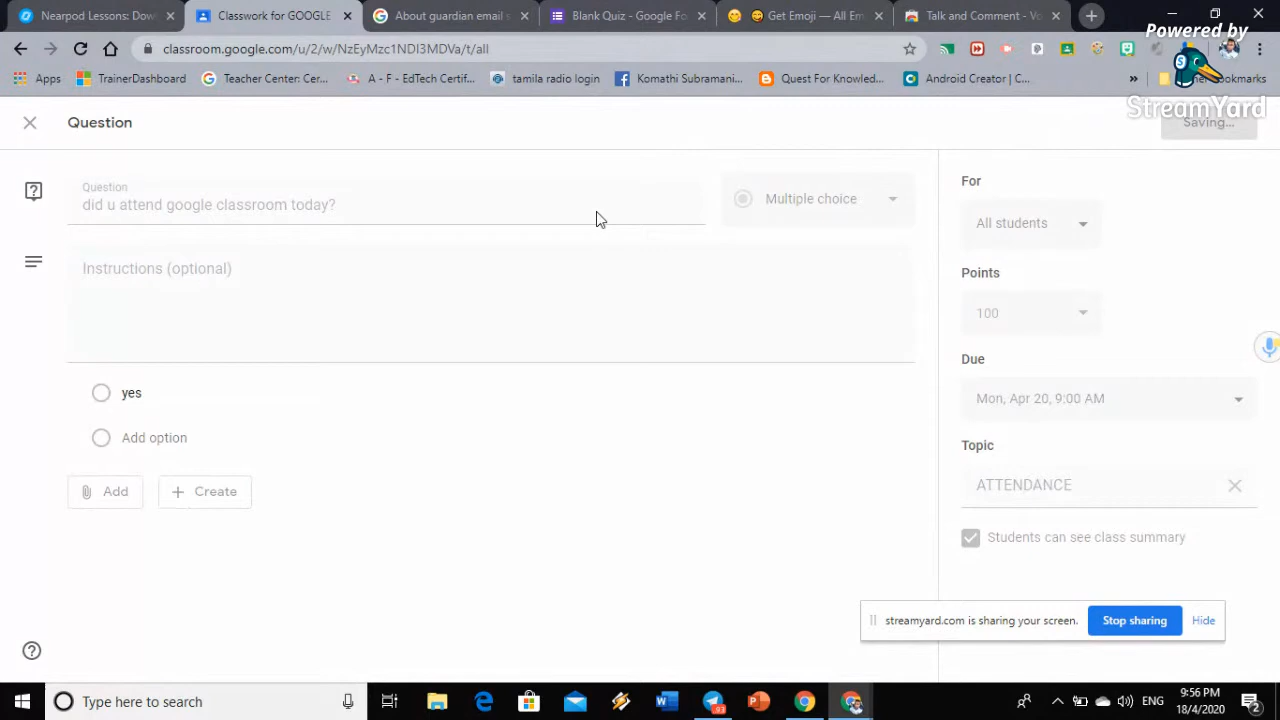 Nearpod Lessons: Dow
Classwork for GOOGLE
About guardian email s
Blank Quiz - Google Fo
Get Emoji — All Em
Talk and Comment - Vo
Powered by
classroom.google.com/u/2/w/NzEyMzc1NDI3MDVa/t/all
Apps
TrainerDashboard
Teacher Center: Cer...
A - F - EdTech Certif...
tamila radio login
Komathi Subramani...
Quest For Knowled...
Android Creator | C...
»
Bookmarks
StreamYard
Question
Saving...
Question
did u attend google classroom today?
Multiple choice
Instructions (optional)
yes
Add option
Add
Create
For
All students
Points
100
Due
Mon, Apr 20, 9:00 AM
Topic
ATTENDANCE
Students can see class summary
streamyard.com is sharing your screen.
Stop sharing
Hide
Type here to search
93
ENG
9:56 PM
18/4/2020
2